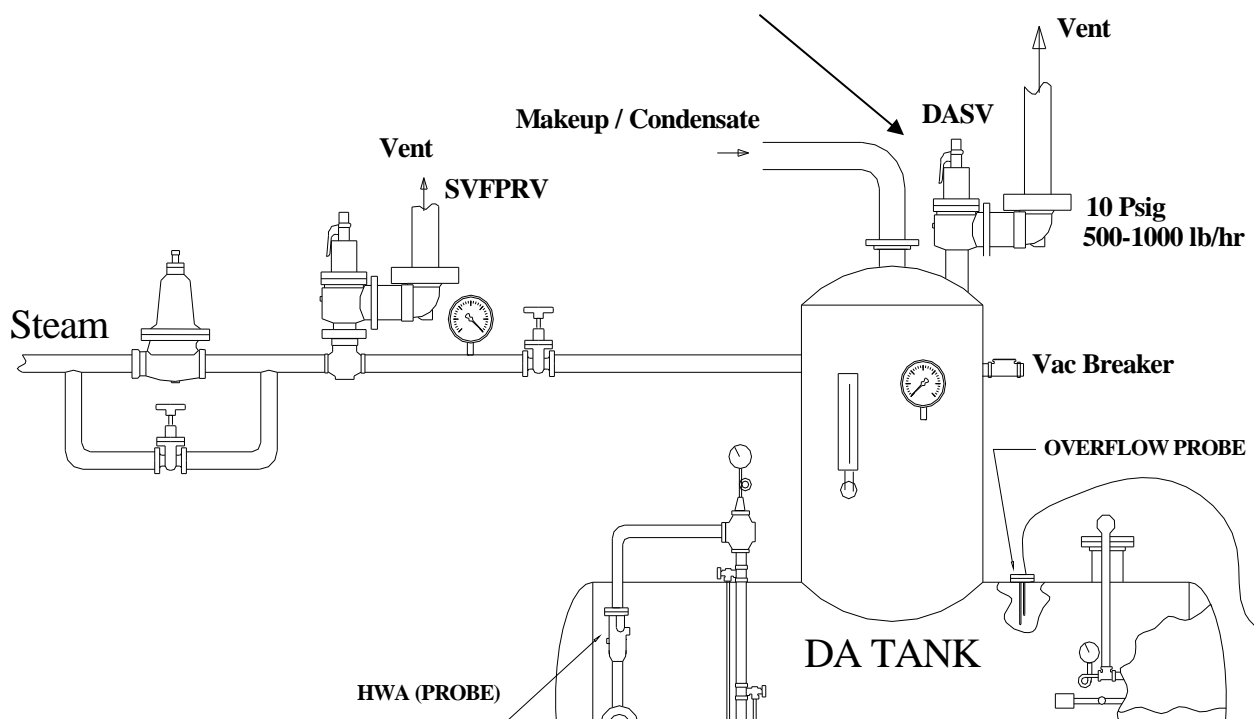 Vent
DASV
Makeup / Condensate
Vent
SVFPRV
10 Psig
500-1000 lb/hr
Steam
Vac Breaker
OVERFLOW PROBE
DA TANK
HWA (PROBE)